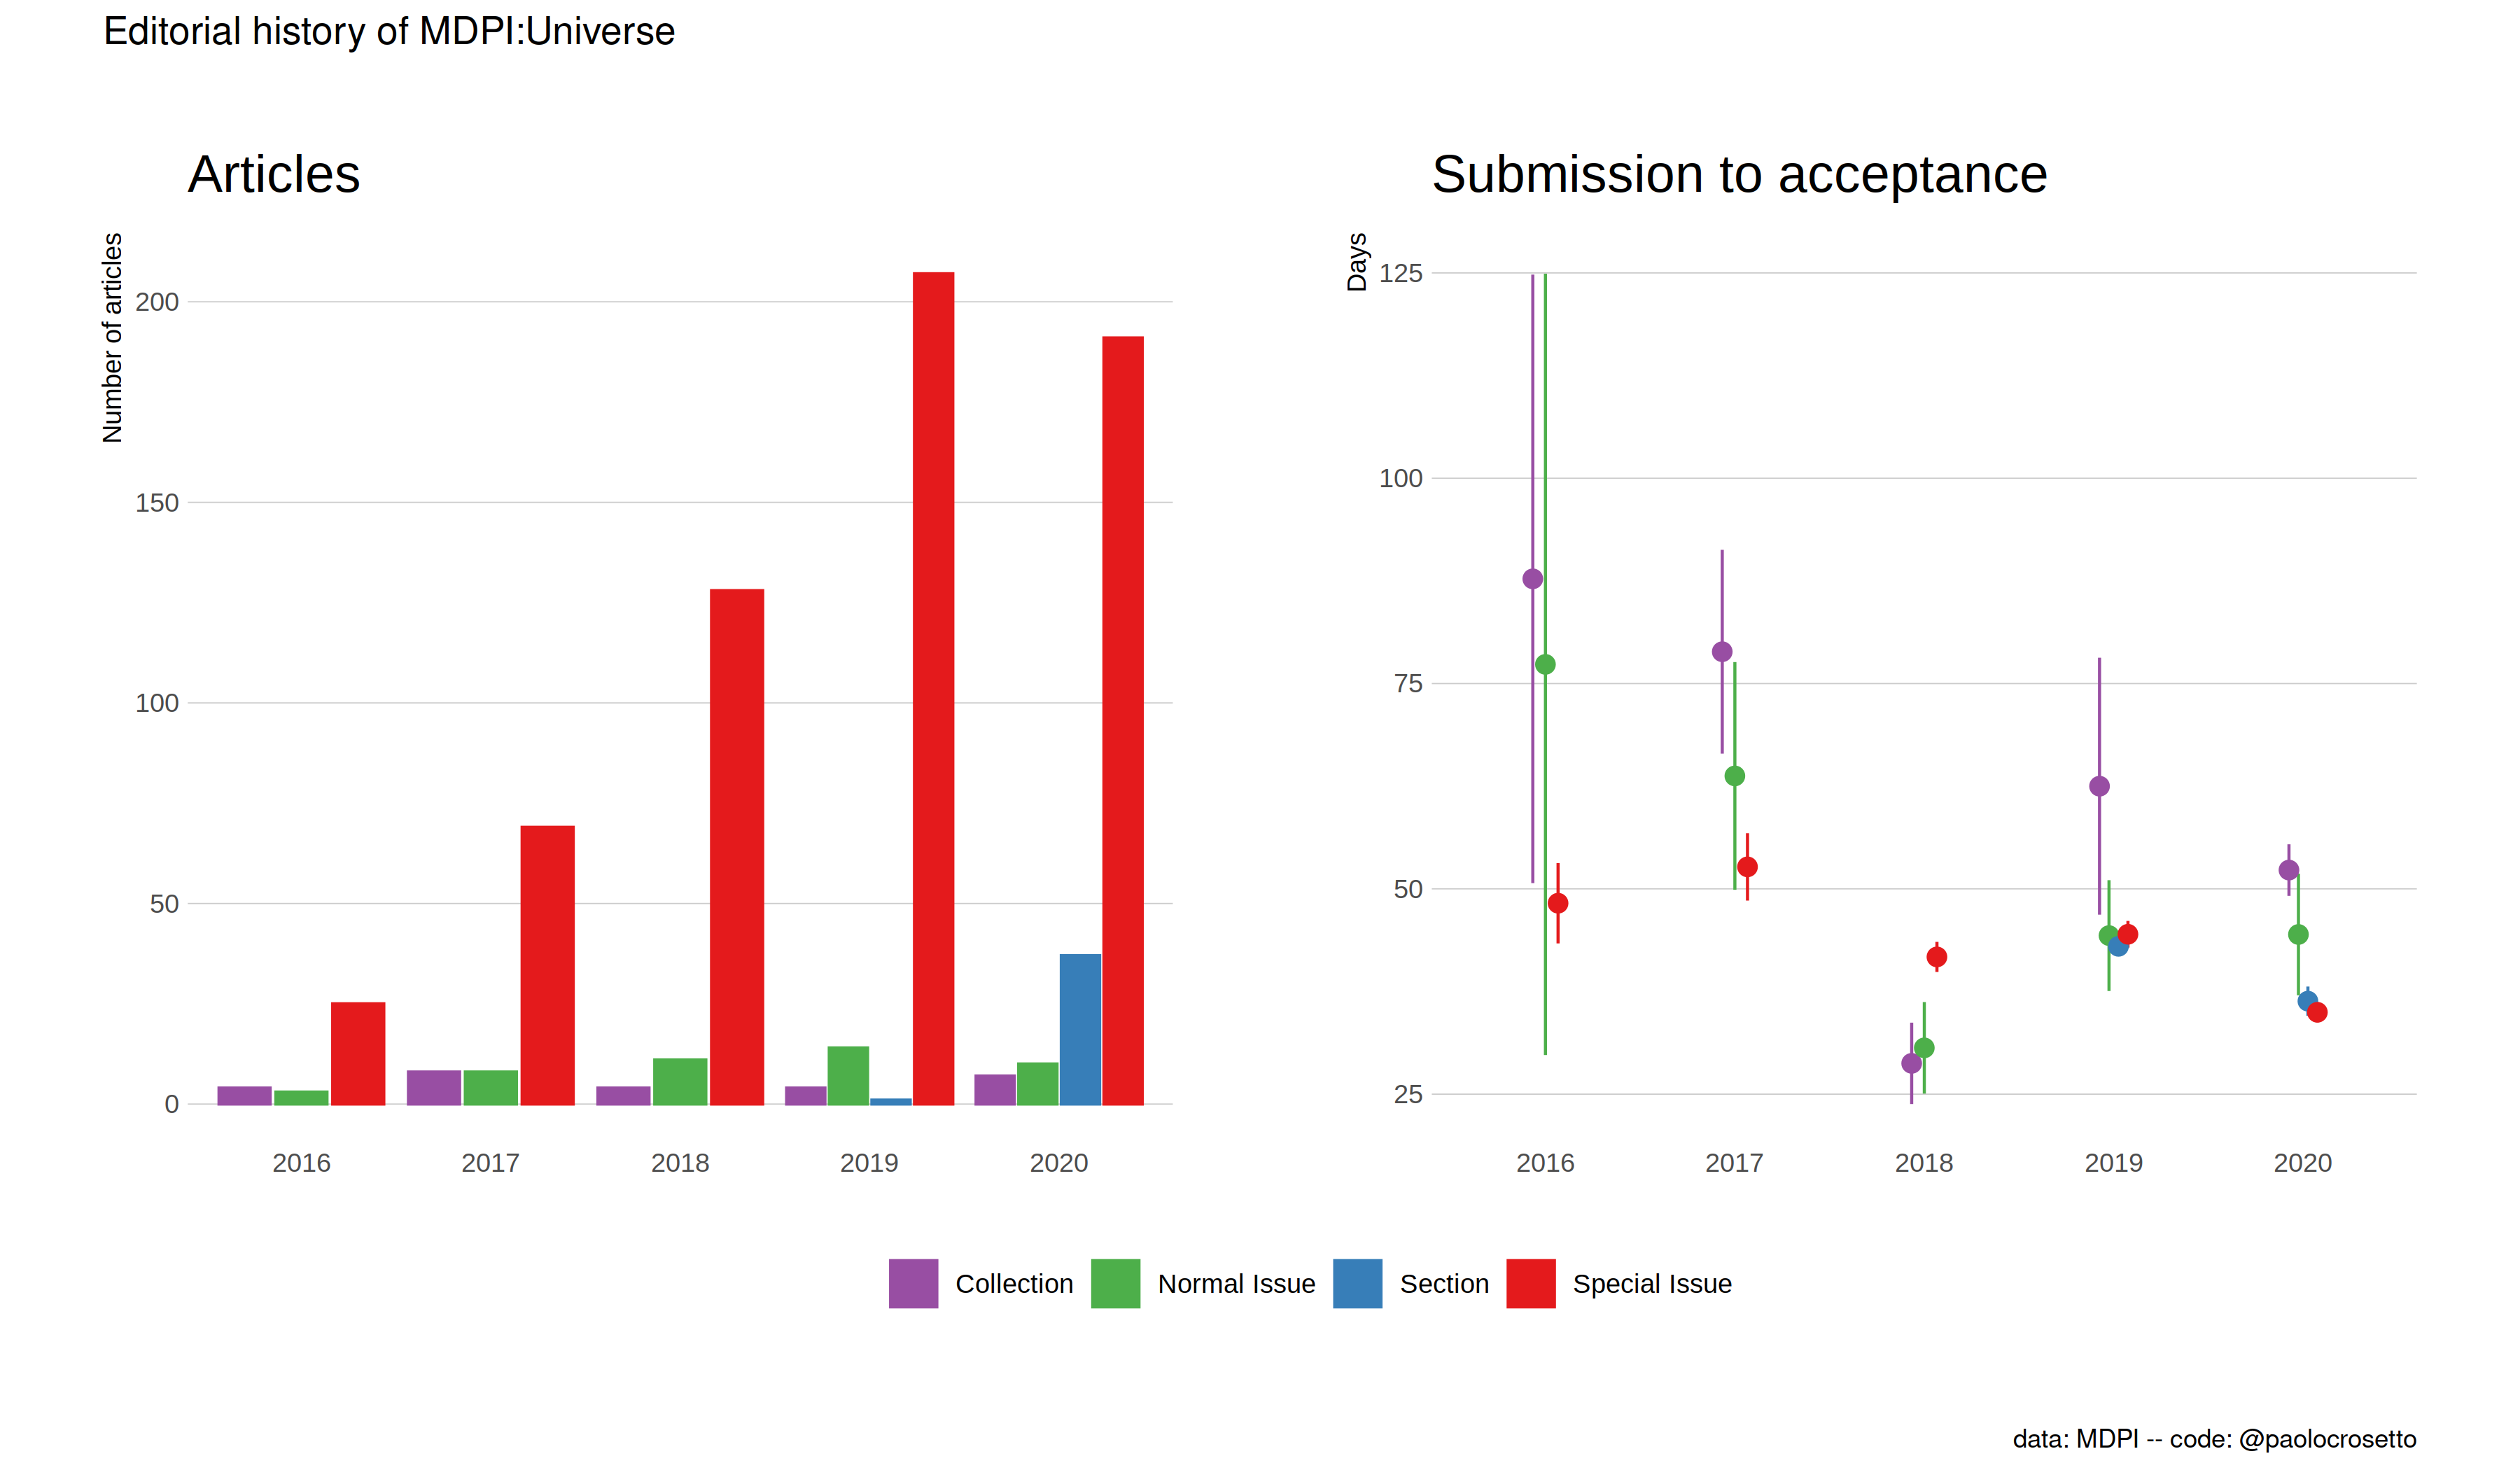 Editorial history of MDPI:Universe
Articles
Number of articles
200
150
100
50
0
2016 2017 2018 2019 2020
Submission to acceptance
Days
125
100
75
50
25
2016 2017 2018 2019 2020
Collection Normal Issue Section Special Issue
data: MDPI -- code: @paolocrosetto